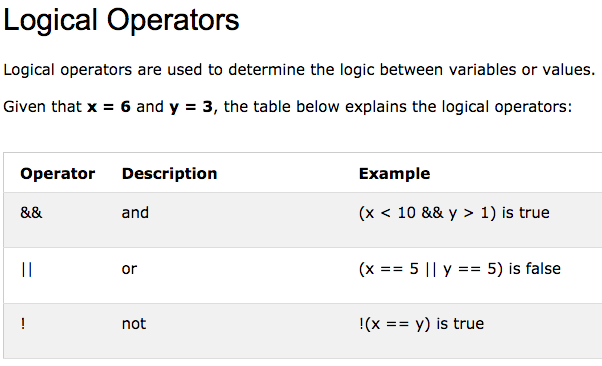 Logical Operators
Logical operators are used to determine the logic between variables or values.
Given that x = 6 and y = 3, the table below explains the logical operators:
Operator Description Example
&& and (x < 10 && y > 1) is true
|| or (x == 5 || y == 5) is false
! not !(x == y) is true